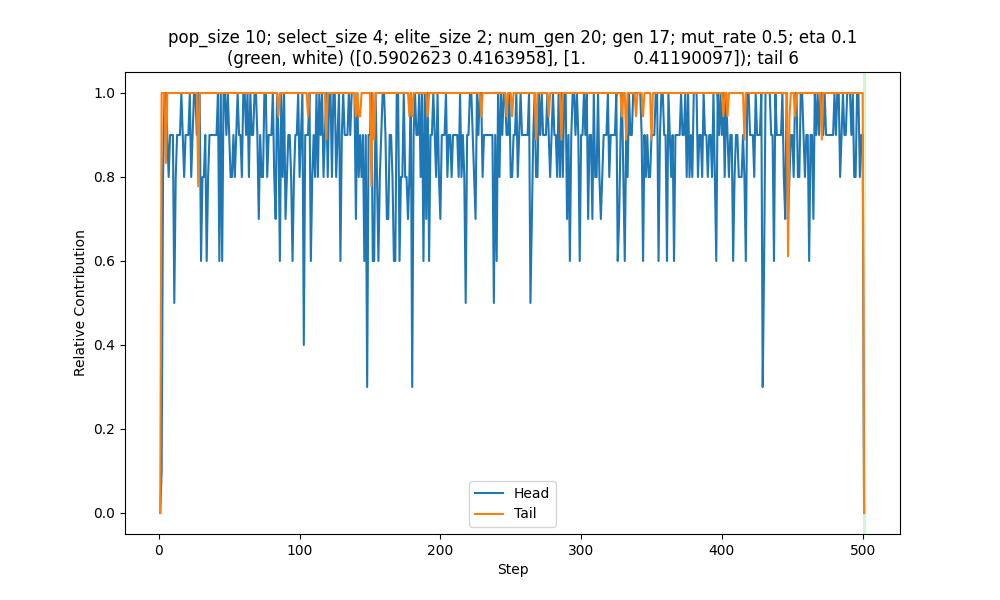 pop_size 10; select_size 4; elite_size 2; num_gen 20; gen 17; mut_rate 0.5; eta 0.1
(green, white) ([0.5902623 0.4163958], [1.         0.41190097]); tail 6
1.0
0.8
0.6
0.4
0.2
0.0
Relative Contribution
Head
Tail
0 100 200 300 400 500
Step